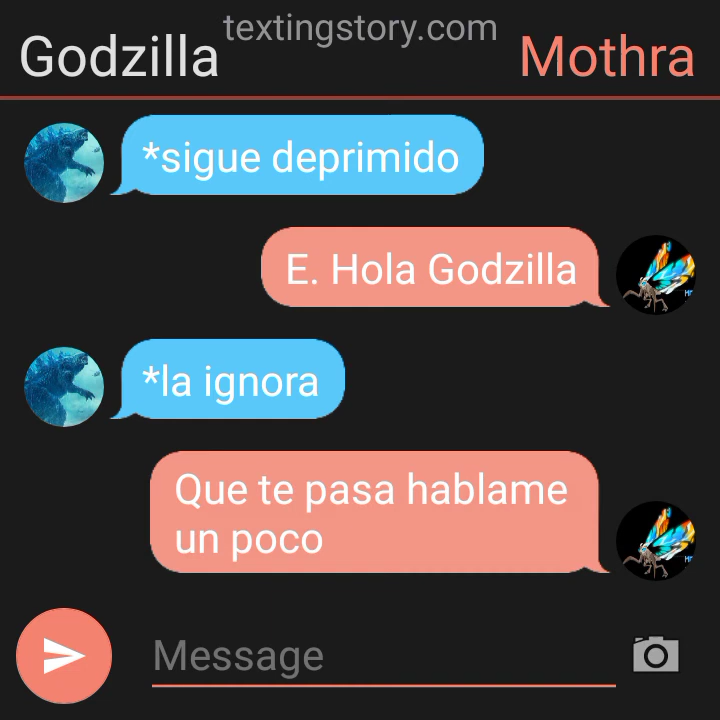 textingstory.com
Godzilla
Mothra
*sigue deprimido
E. Hola Godzilla
*la ignora
Que te pasa hablame
un poco
Message